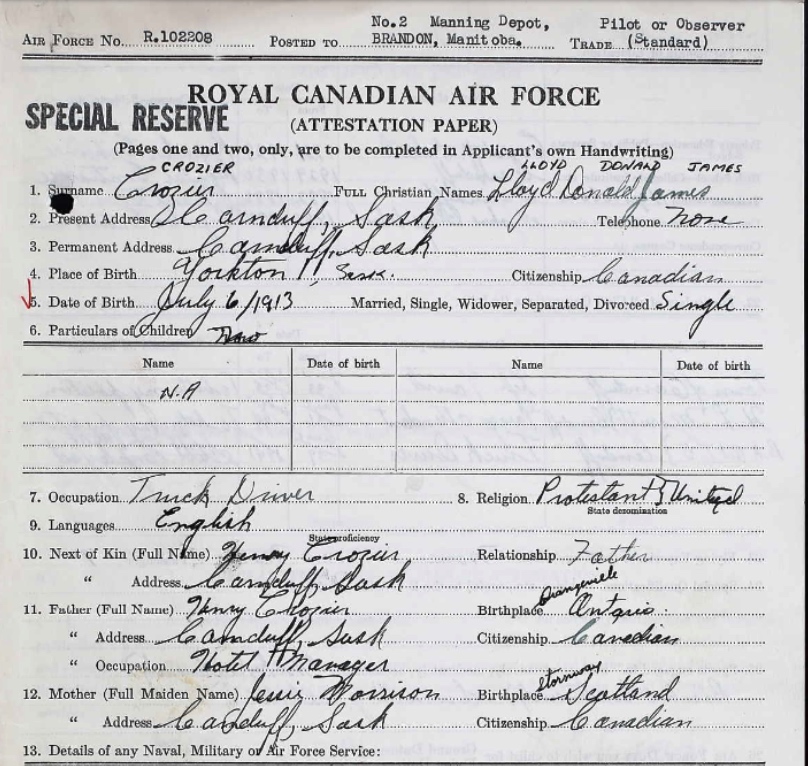 No.2 Manning Depot, Pilot or Observer
AIR FORCE NO. R.102208 POSTED TO BRANDON, Manitoba. TRADE (Standard)
ROYAL CANADIAN AIR FORCE
SPECIAL RESERVE
(ATTESTATION PAPER)
(Pages one and two, only, are to be completed in Applicant's own Handwriting)
CROZIER LLOYD DONALD JAMES
1. Surname Crozier FULL Christian Names Lloyd Donald James
2. Present Address Carnduff, Sask Telephone None
3. Permanent Address Carnduff, Sask
4. Place of Birth Yorkton, Sask. Citizenship Canadian
5. Date of Birth July 6/1913 Married, Single, Widower, Separated, Divorced Single
6. Particulars of Children
Name Date of birth Name Date of birth
N.A
7. Occupation Truck Driver 8. Religion Protestant United
State denomination
9. Languages English
State proficiency
10. Next of Kin (Full Name) Henry Crozier Relationship Father
" Address Carnduff, Sask
Orangeville
11. Father (Full Name) Henry Crozier Birthplace Ontario
" Address Carnduff, Sask Citizenship Canadian
" Occupation Hotel Manager
Stornway
12. Mother (Full Maiden Name) Jessie Morrison Birthplace Scotland
" Address Carnduff, Sask Citizenship Canadian
13. Details of any Naval, Military or Air Force Service: